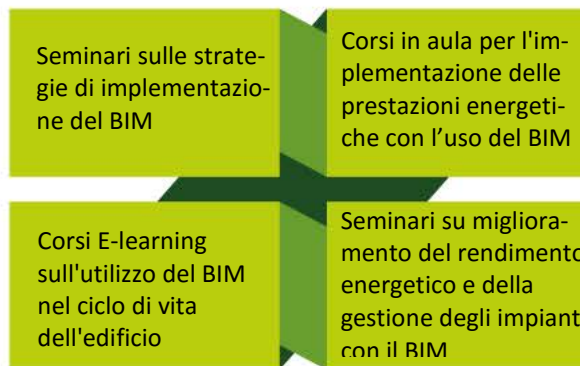 Seminari sulle strate-
gie di implementazio-
ne del BIM
Corsi in aula per l'im-
plementazione delle
prestazioni energeti-
che con l’uso del BIM
Corsi E-learning
sull'utilizzo del BIM
nel ciclo di vita
dell'edificio
Seminari su migliora-
mento del rendimento
energetico e della
gestione degli impiant
con il BIM